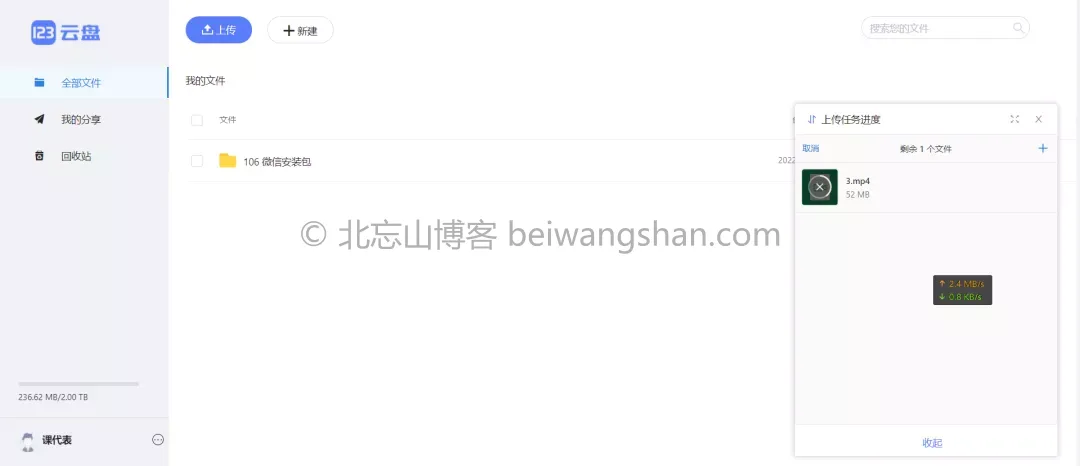 123 云盘
上传
新建
搜索您的文件
全部文件
我的分享
回收站
我的文件
文件
106 微信安装包
2022
上传任务进度
取消
剩余 1 个文件
3.mp4
52 MB
© 北忘山博客 beiwangshan.com
2.4 MB/s
0.8 KB/s
收起
236.62 MB/2.00 TB
课代表